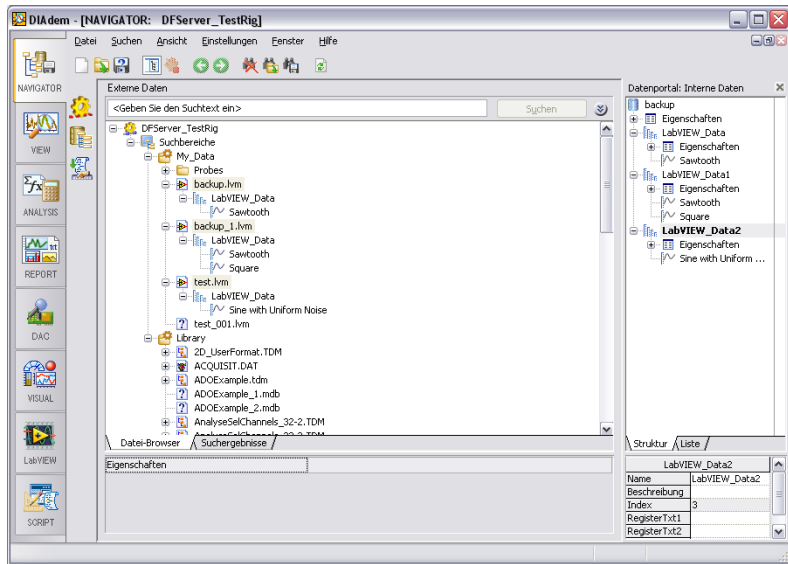 DIAdem - [NAVIGATOR: DFServer_TestRig]
Datei Suchen Ansicht Einstellungen Fenster Hilfe
NAVIGATOR
VIEW
ANALYSIS
REPORT
DAC
VISUAL
LabVIEW
SCRIPT
Externe Daten
<Geben Sie den Suchtext ein>
Suchen
DFServer_TestRig
Suchbereiche
My_Data
Probes
backup.lvm
LabVIEW_Data
Sawtooth
backup_1.lvm
LabVIEW_Data
Sawtooth
Square
test.lvm
LabVIEW_Data
Sine with Uniform Noise
test_001.lvm
Library
2D_UserFormat.TDM
ACQUISIT.DAT
ADOExample.tdm
ADOExample_1.mdb
ADOExample_2.mdb
AnalyseSelChannels_32-2.TDM
Datei-Browser Suchergebnisse
Eigenschaften
Datenportal: Interne Daten
backup
Eigenschaften
LabVIEW_Data
Eigenschaften
Sawtooth
LabVIEW_Data1
Eigenschaften
Sawtooth
Square
LabVIEW_Data2
Eigenschaften
Sine with Uniform ...
Struktur Liste
LabVIEW_Data2
Name LabVIEW_Data2
Beschreibung
Index 3
RegisterTxt1
RegisterTxt2